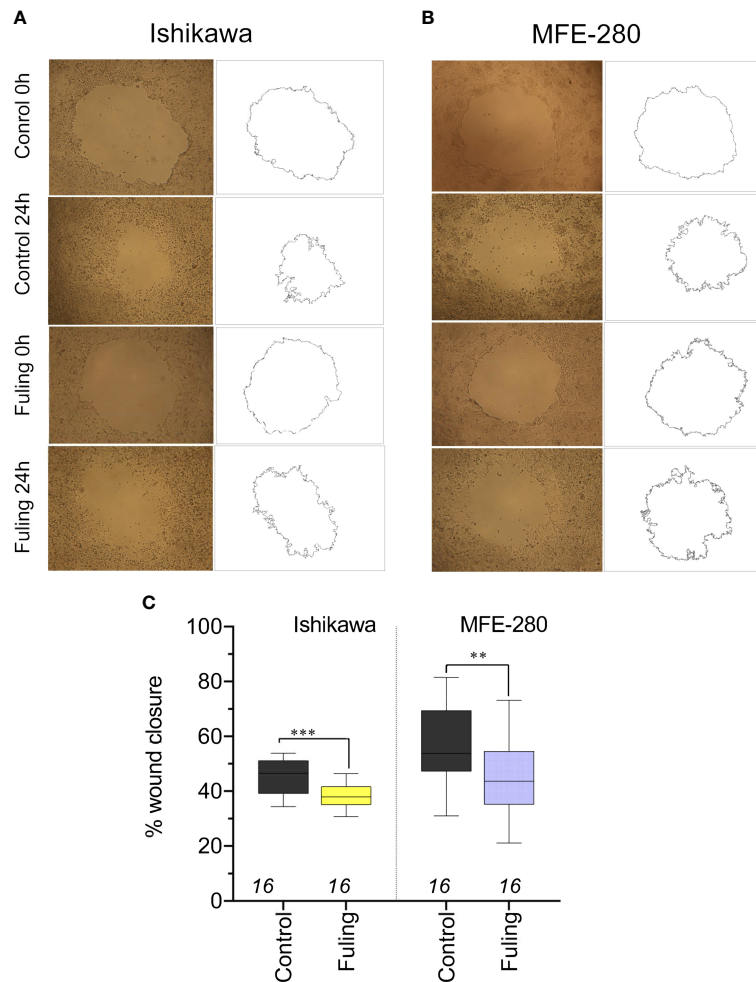 A
Ishikawa
B
MFE-280
Conrol 0h
Control 24h
Fuling 0h
Fuling 24h
C
% wound closure
100
80
60
40
20
0
Ishikawa
MFE-280
***
**
16
16
16
16
Control
Fuling
Control
Fuling